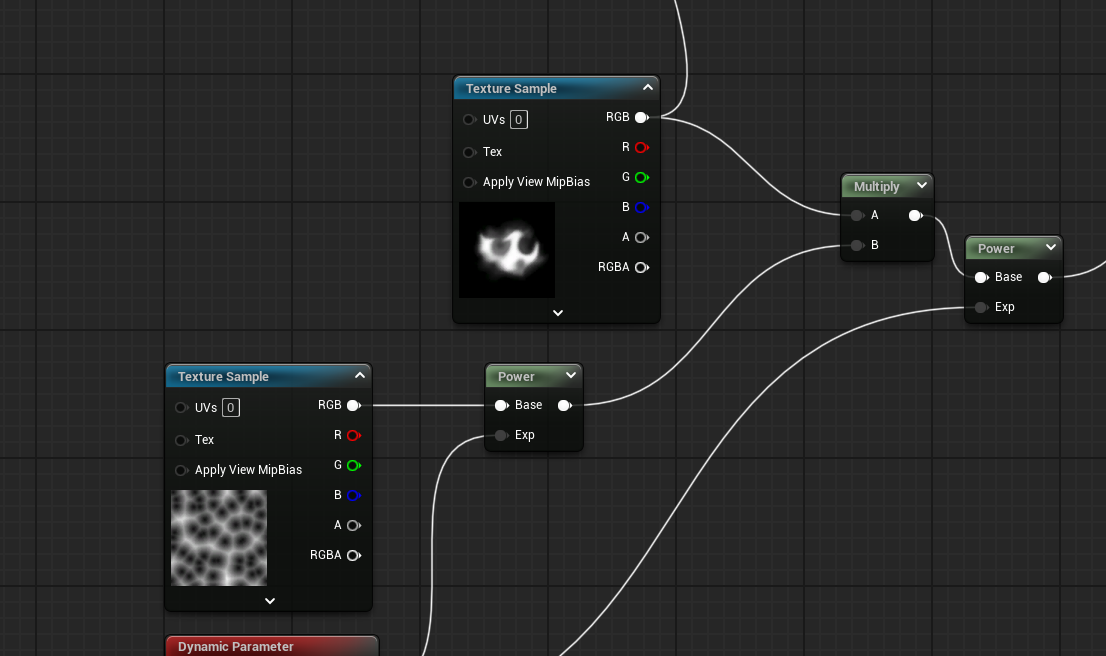 Texture Sample
UVs 0 RGB
R
Tex
G
Apply View MipBias
B
A
RGBA
Multiply
A
B
Power
Base
Exp
Texture Sample
UVs 0 RGB
R
Tex
G
Apply View MipBias
B
A
RGBA
Power
Base
Exp
Dynamic Parameter